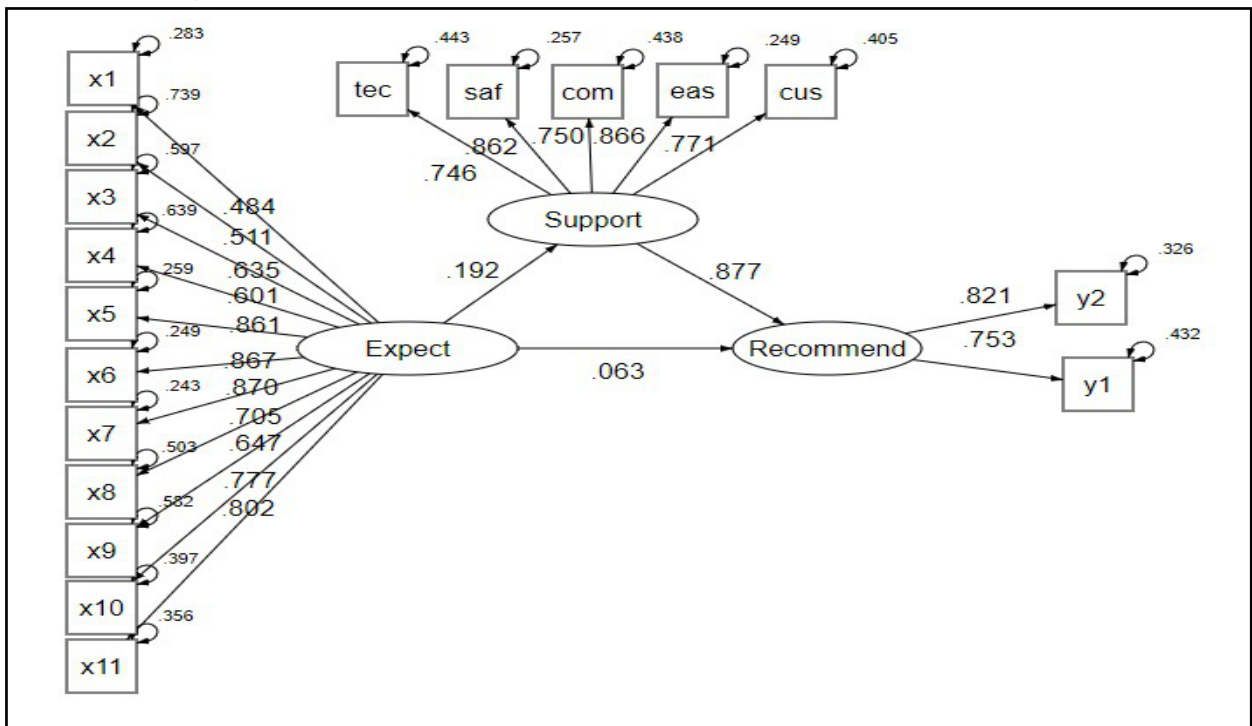 .283
x1
.739
x2
.597
x3
.639
x4
.259
x5
.249
x6
.243
x7
.503
x8
.582
x9
.397
x10
.356
x11
.484
.511
.635
.601
.861
.867
.870
.705
.647
.777
.802
.443 .257 .438 .249 .405
tec saf com eas cus
.746 .862 .750 .866 .771
Support
.192 .877
Expect
.063
Recommend
.821
.753
.326
y2
.432
y1